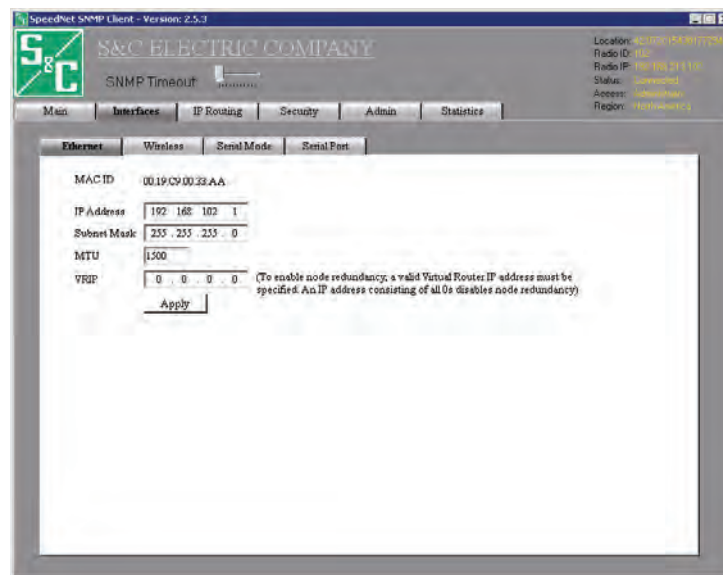 SpeedNet SNMP Client - Version: 2.5.3
S&C
S&C ELECTRIC COMPANY
SNMP Timeout
Location:
Radio ID: 102
Radio IP:
Status: Connected
Access:
Region: North America
Main Interfaces IP Routing Security Admin Statistics
Ethernet Wireless Serial Mode Serial Port
MAC ID 00:19:C9:00:33:AA
IP Address 192 . 168 . 102 . 1
Subnet Mask 255 . 255 . 255 . 0
MTU 1500
VRIP 0 . 0 . 0 . 0 (To enable node redundancy, a valid Virtual Router IP address must be
specified. An IP address consisting of all 0s disables node redundancy)
Apply